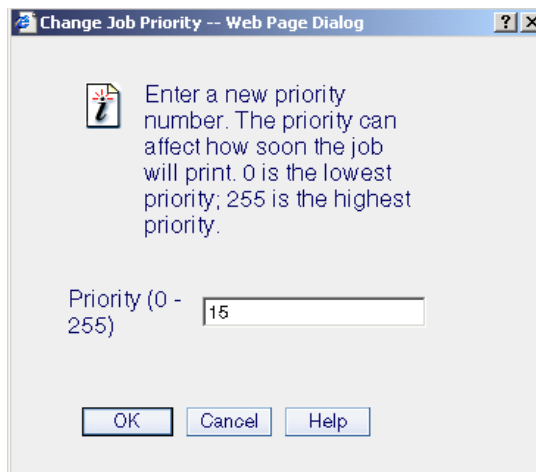 Change Job Priority -- Web Page Dialog
Enter a new priority
number. The priority can
affect how soon the job
will print. 0 is the lowest
priority; 255 is the highest
priority.
Priority (0 -
255)
15
OK Cancel Help